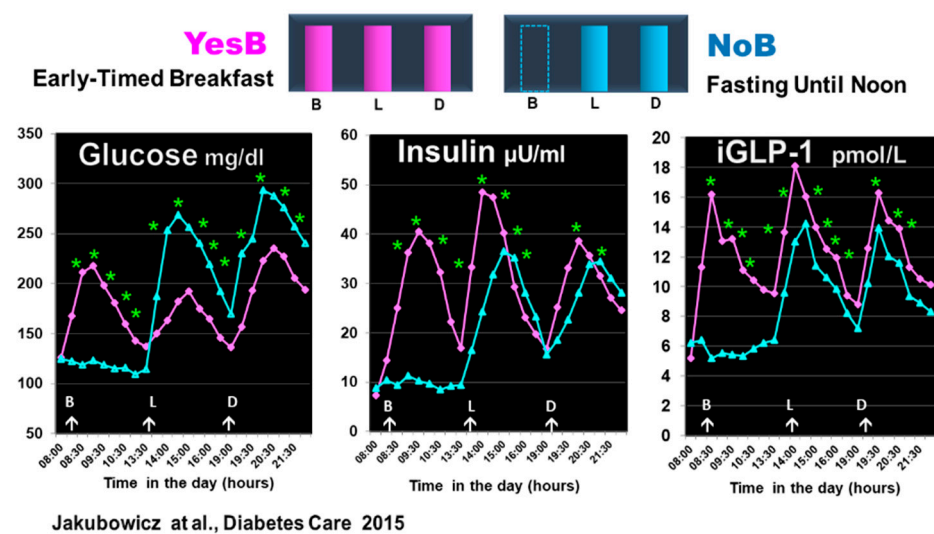 YesB
Early-Timed Breakfast
B L D
B L D
NoB
Fasting Until Noon
Glucose mg/dl
350
300
250
200
150
100
50
B L D
08:00 08:30 09:30 10:30 13:30 14:00 15:00 16:00 19:00 19:30 20:30 21:30
Time in the day (hours)
Insulin µU/ml
60
50
40
30
20
10
0
B L D
08:00 08:30 09:30 10:30 13:30 14:00 15:00 16:00 19:00 19:30 20:30 21:30
Time in the day (hours)
iGLP-1 pmol/L
20
18
16
14
12
10
8
6
4
2
0
B L D
08:00 08:30 09:30 10:30 13:30 14:00 15:00 16:00 19:00 19:30 20:30 21:30
Time in the day (hours)
Jakubowicz at al., Diabetes Care 2015